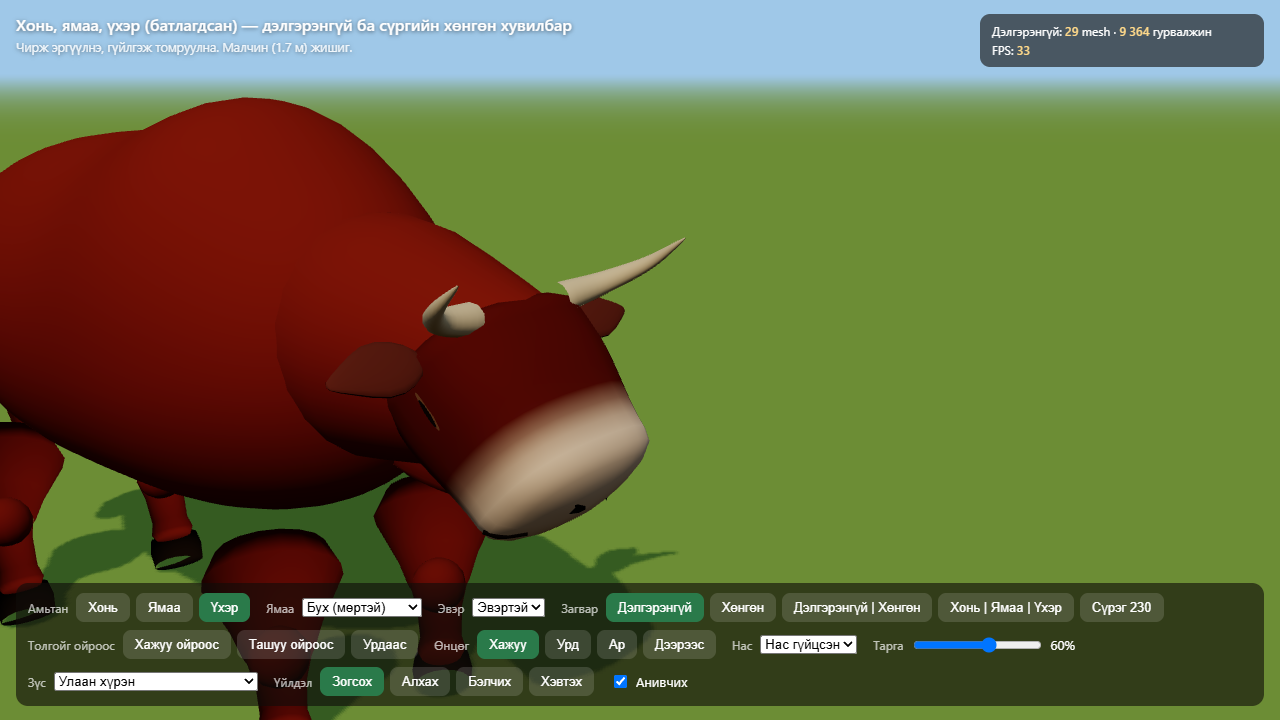 Хонь, ямаа, үхэр (батлагдсан) — дэлгэрэнгүй ба сүргийн хөнгөн хувилбар
Чирж эргүүлнэ, гүйлгэж томруулна. Малчин (1.7 м) жишиг.
Дэлгэрэнгүй: 29 mesh · 9 364 гурвалжин
FPS: 33
Амьтан Хонь Ямаа Үхэр Ямаа Бух (мөртэй) Эвэр Эвэртэй Загвар Дэлгэрэнгүй Хөнгөн Дэлгэрэнгүй | Хөнгөн Хонь | Ямаа | Үхэр Сүрэг 230
Толгойг ойроос Хажуу ойроос Ташуу ойроос Урдаас Өнцөг Хажуу Урд Ар Дээрээс Нас Нас гүйцсэн Тарга 60%
Зүс Улаан хүрэн Үйлдэл Зогсох Алхах Бэлчих Хэвтэх Анивчих